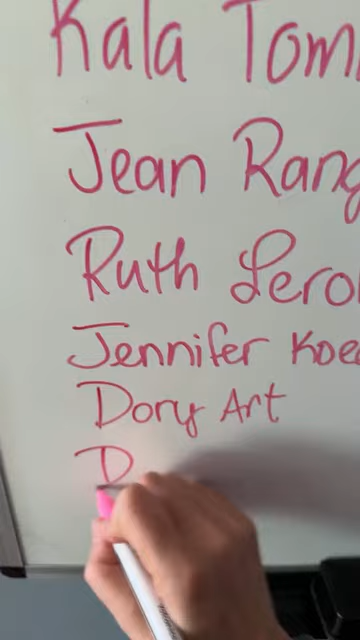 Kala Tom
Jean Rang
Ruth Lero
Jennifer Koe
Dory Art
D